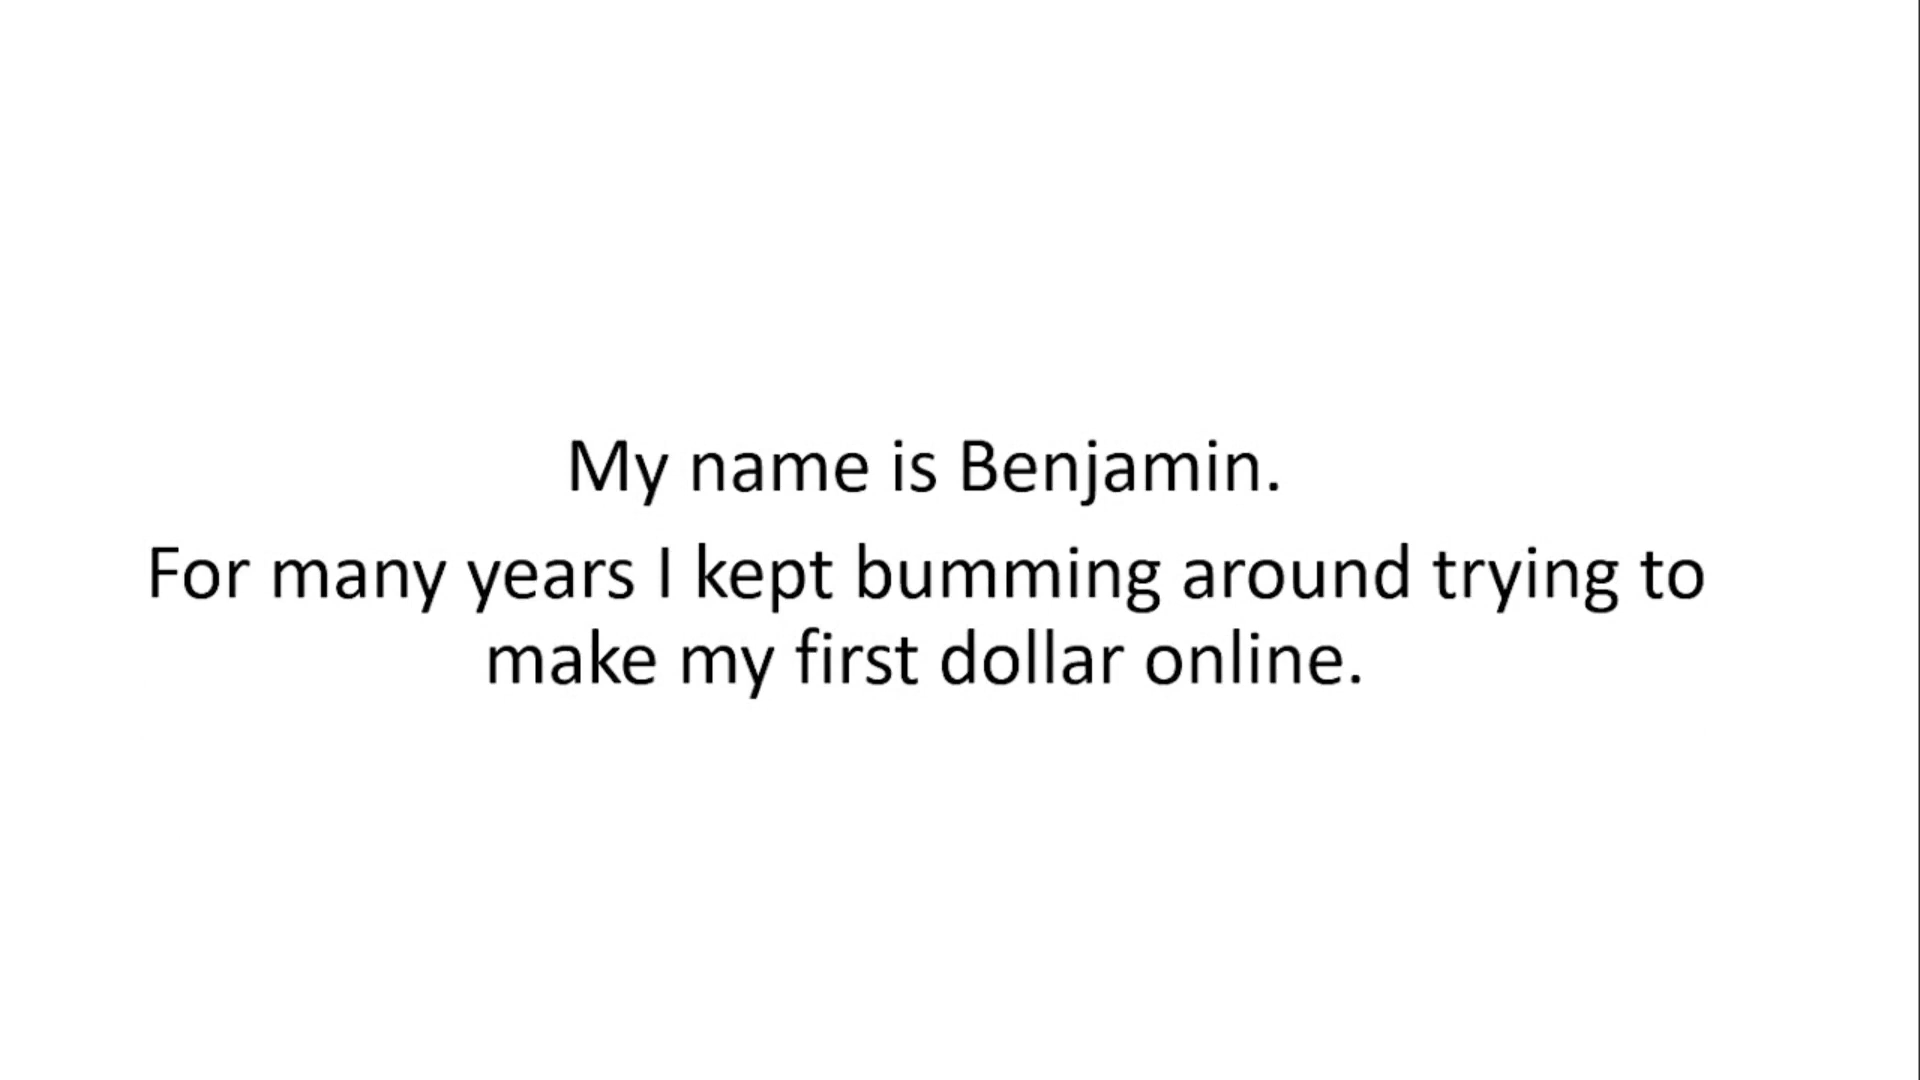 My name is Benjamin.
For many years I kept bumming around trying to
make my first dollar online.